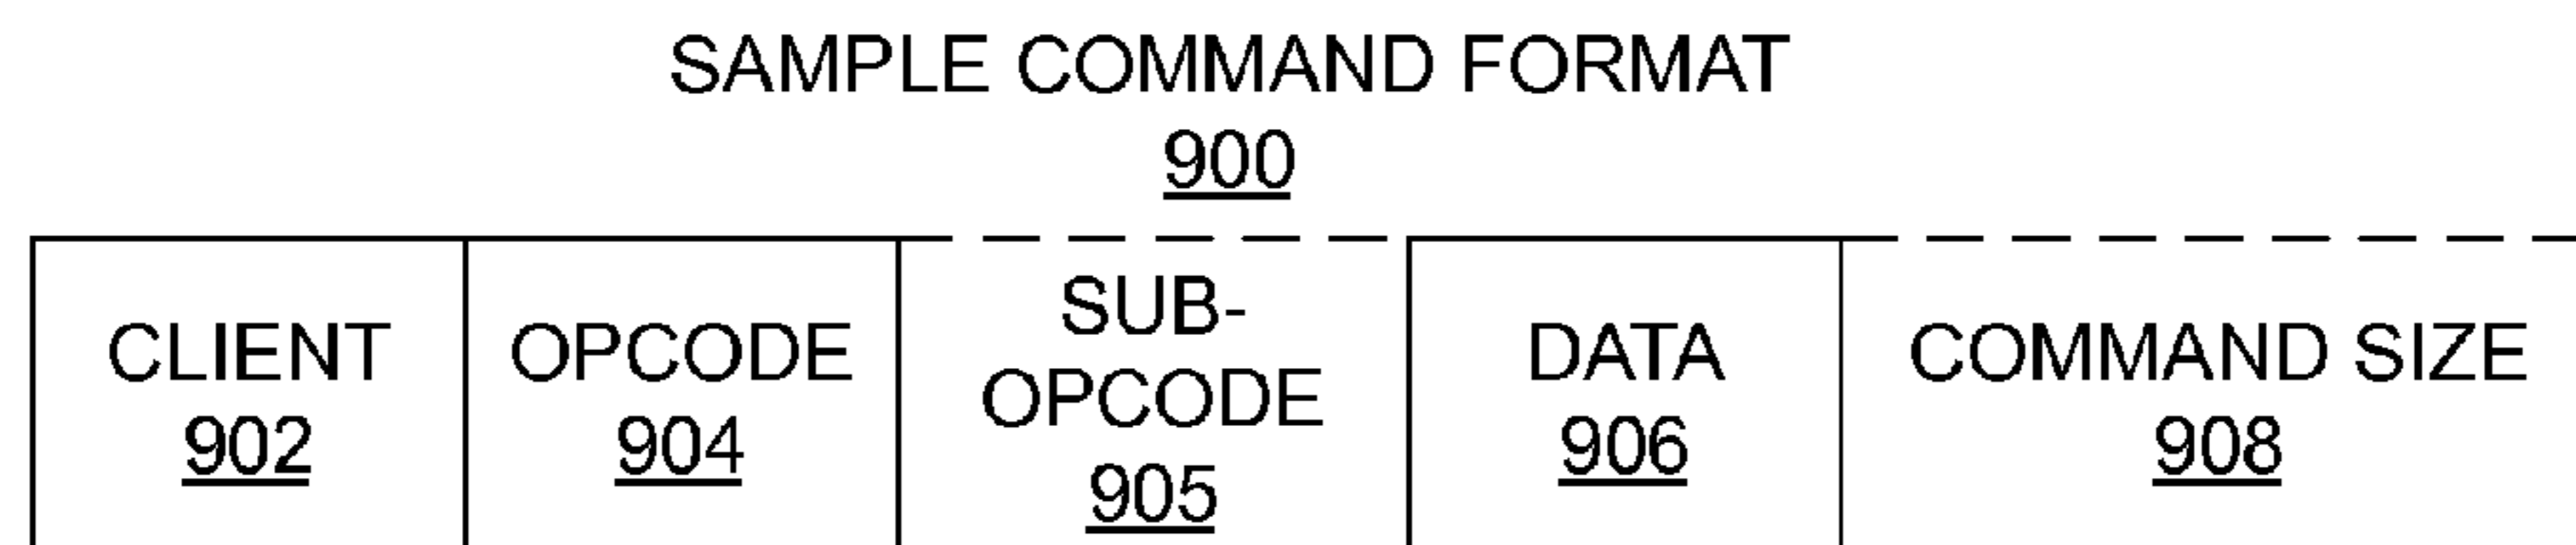 SAMPLE COMMAND FORMAT
900
CLIENT
902
OPCODE
904
SUB-
OPCODE
905
DATA
906
COMMAND SIZE
908